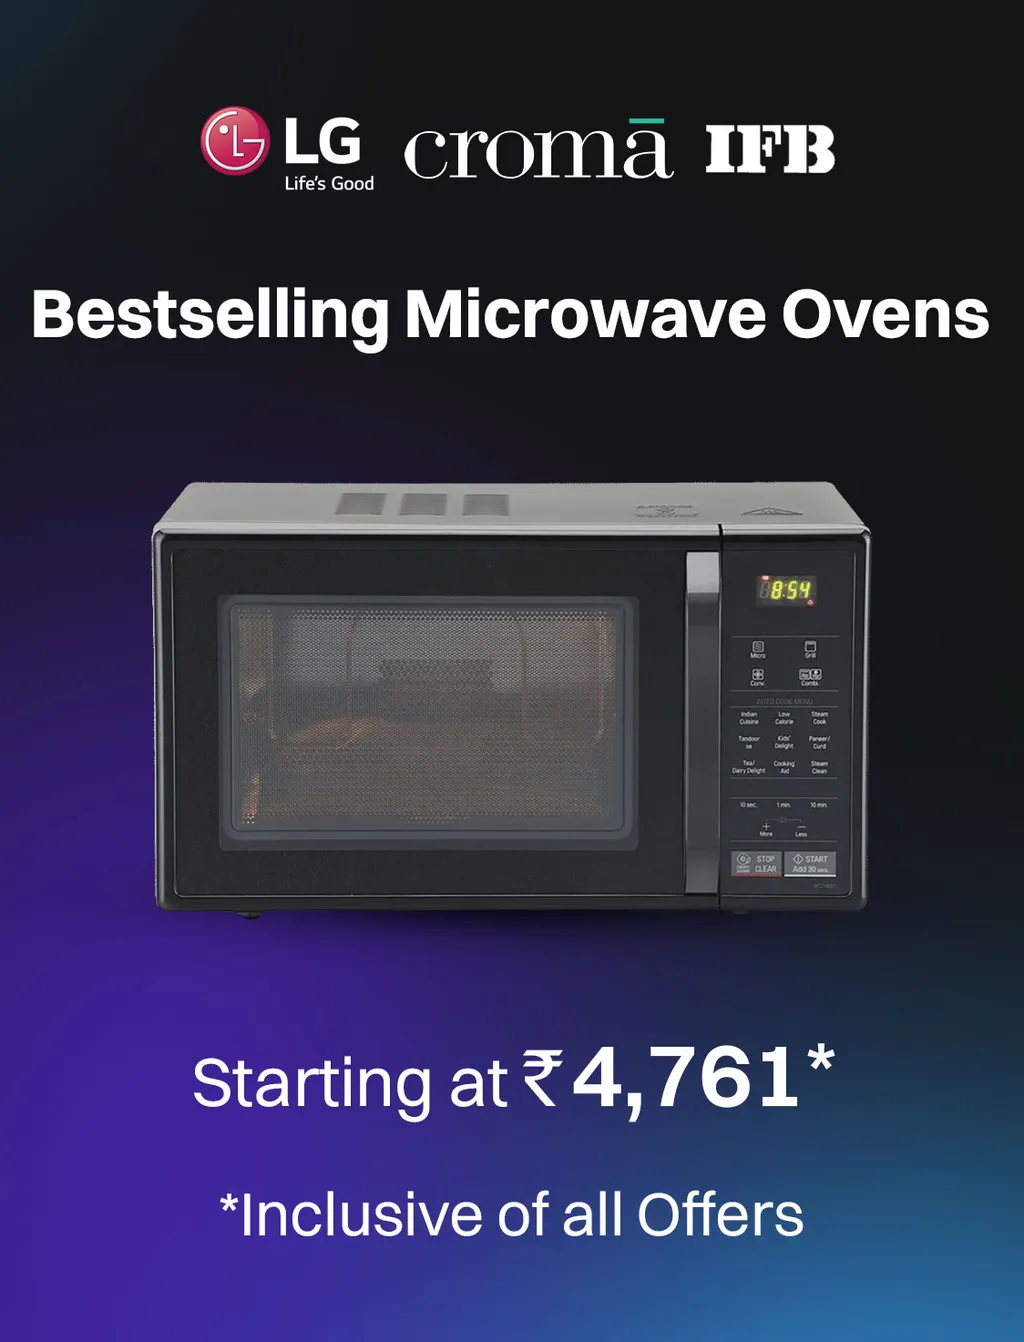 LG croma IFB
Life's Good
Bestselling Microwave Ovens
8:54
Micro Grill
Conv. Combi.
AUTO COOK MENU
Indian Cuisine Low Calorie Steam Cook
Tandoor se Kids' Delight Paneer/ Curd
Tea/ Dairy Delight Cooking Aid Steam Clean
10 sec. 1 min. 10 min.
+ −
More Less
STOP CLEAR START Add 30 secs.
Starting at ₹4,761*
*Inclusive of all Offers